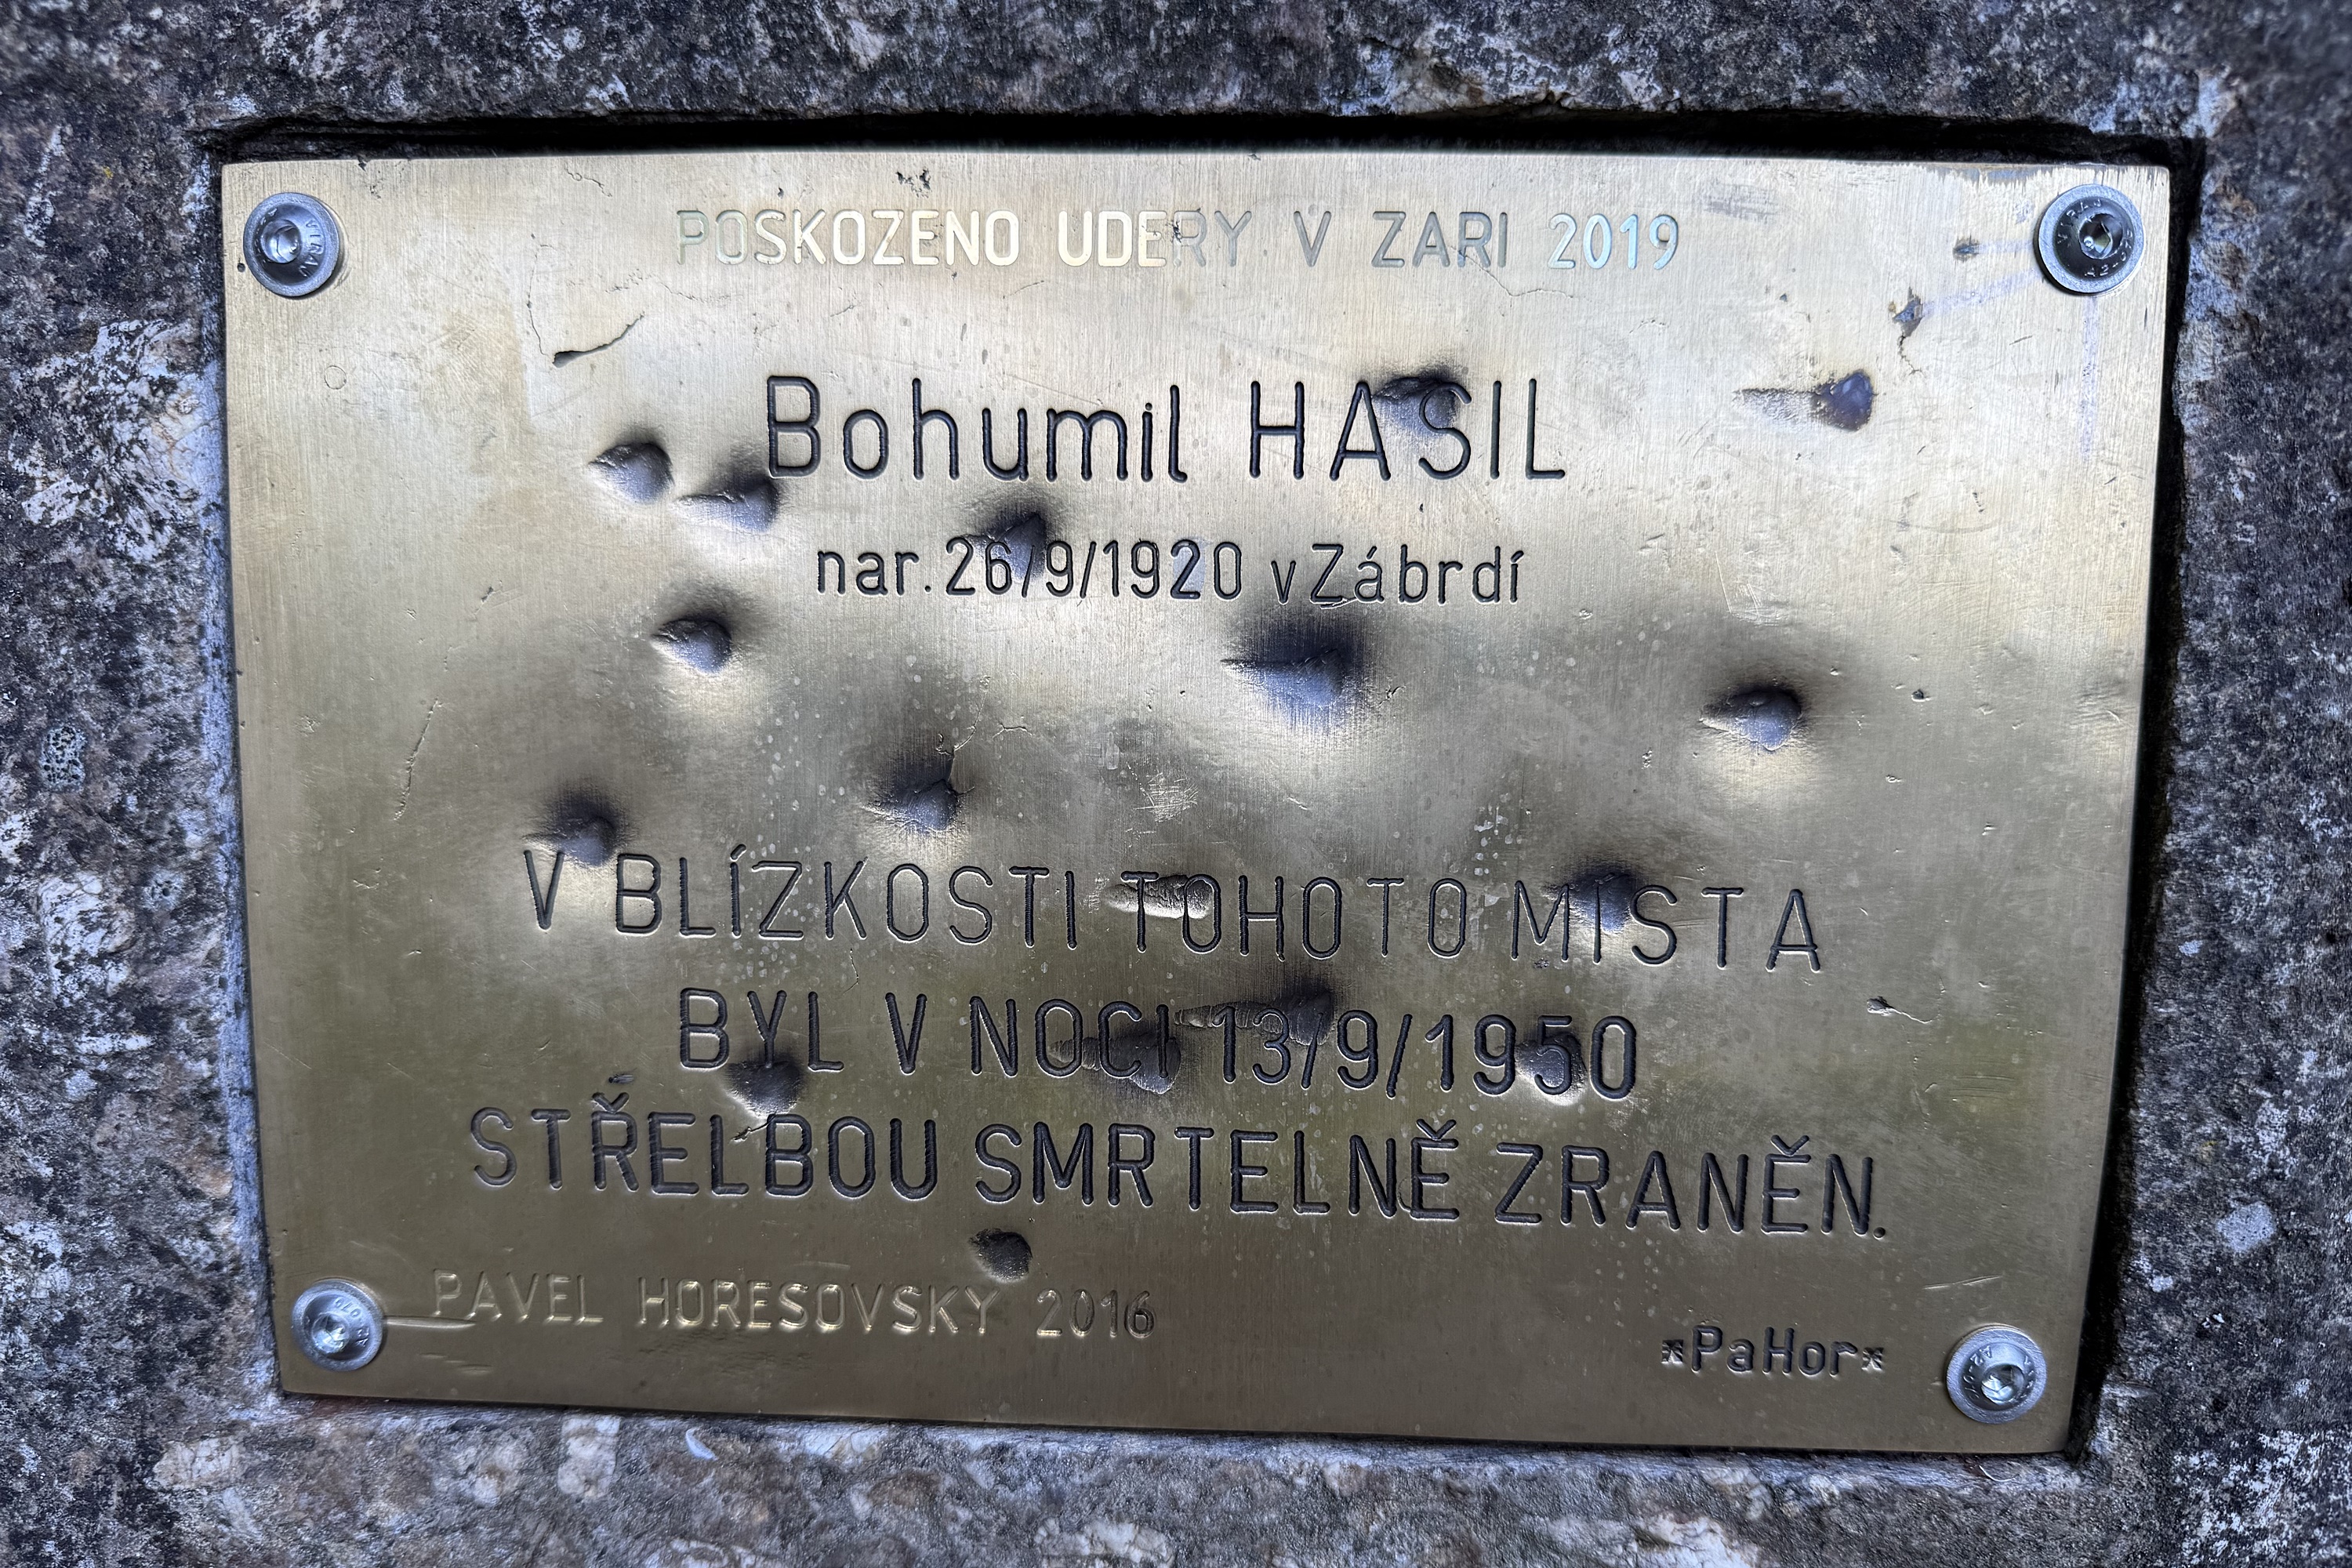 POSKOZENO UDERY V ZARI 2019
Bohumil HASIL
nar. 26/9/1920 v Zábrdí
V BLÍZKOSTI TOHOTO MÍSTA
BYL V NOCI 13/9/1950
STŘELBOU SMRTELNĚ ZRANĚN.
PAVEL HORESOVSKY 2016
*PaHor*